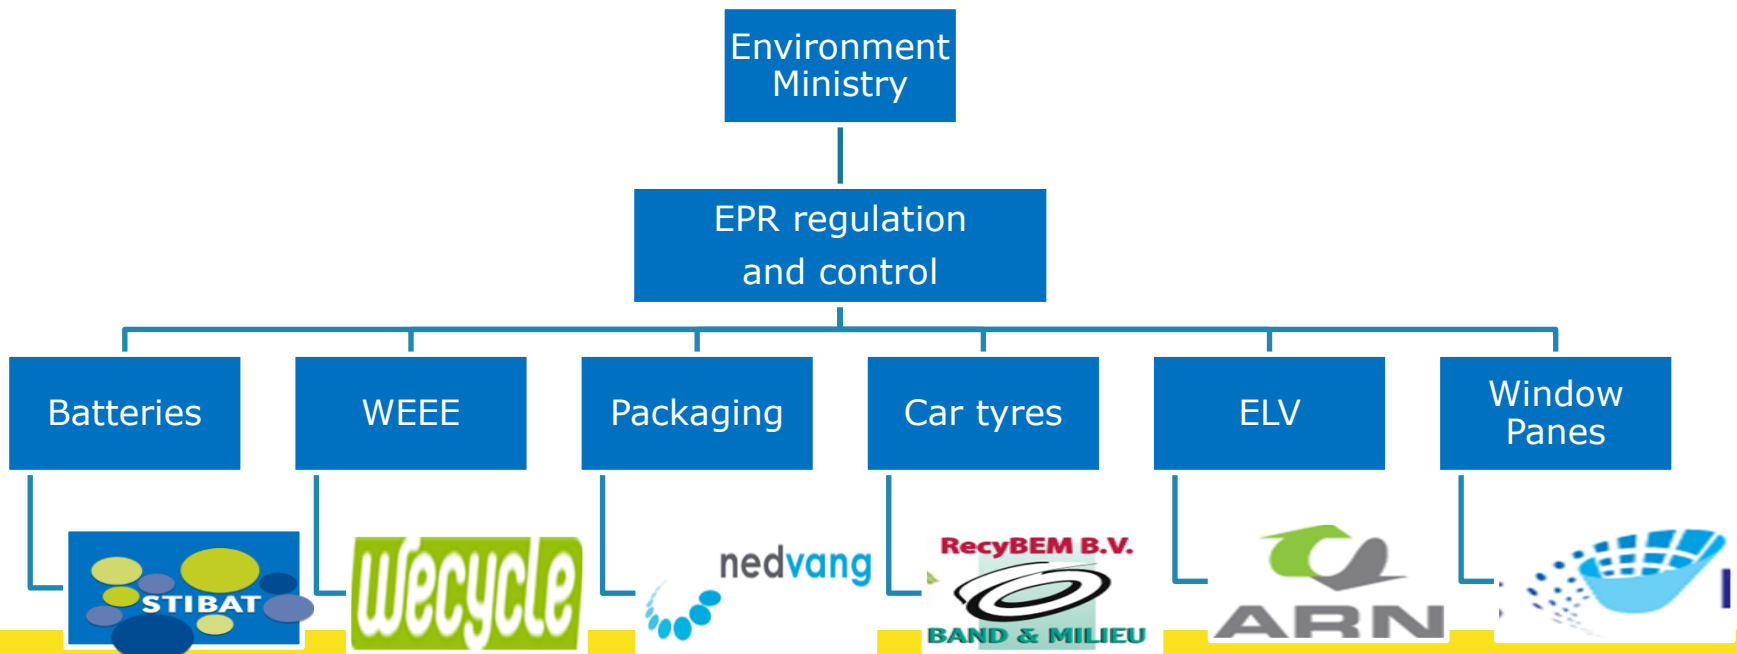 Environment
Ministry
EPR regulation
and control
Batteries
WEEE
Packaging
Car tyres
ELV
Window
Panes
STIBAT
wecycle
nedvang
RecyBEM B.V.
BAND & MILIEU
ARN